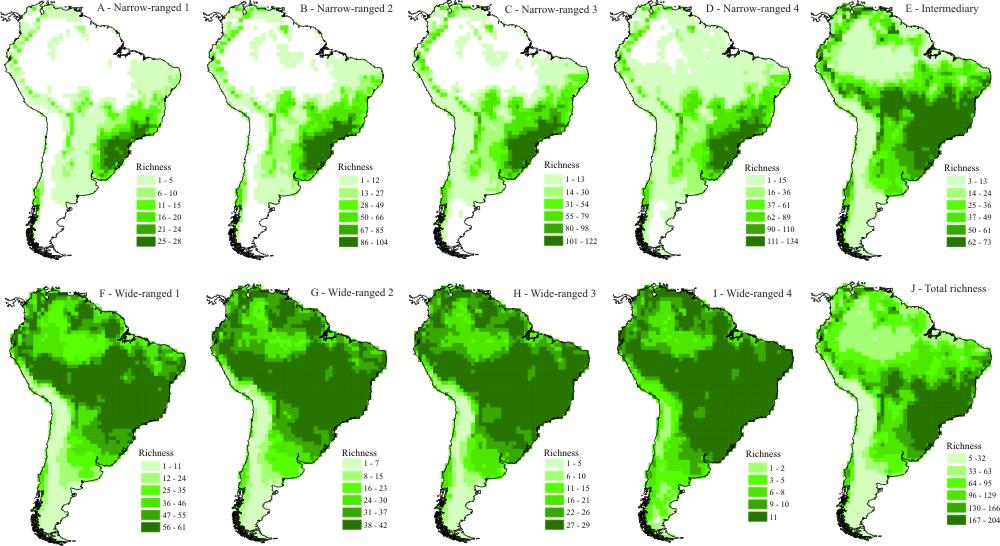 A - Narrow-ranged 1
B - Narrow-ranged 2
C - Narrow-ranged 3
D - Narrow-ranged 4
E - Intermediary
Richness
1 - 5
6 - 10
11 - 15
16 - 20
21 - 24
25 - 28
Richness
1 - 12
13 - 27
28 - 49
50 - 66
67 - 85
86 - 104
Richness
1 - 13
14 - 30
31 - 54
55 - 79
80 - 98
101 - 122
Richness
1 - 15
16 - 36
37 - 61
62 - 89
90 - 110
111 - 134
Richness
3 - 13
14 - 24
25 - 36
37 - 49
50 - 61
62 - 73
F - Wide-ranged 1
G - Wide-ranged 2
H - Wide-ranged 3
I - Wide-ranged 4
J - Total richness
Richness
1 - 11
12 - 24
25 - 35
36 - 46
47 - 55
56 - 61
Richness
1 - 7
8 - 15
16 - 23
24 - 30
31 - 37
38 - 42
Richness
1 - 5
6 - 10
11 - 15
16 - 21
22 - 26
27 - 29
Richness
1 - 2
3 - 5
6 - 8
9 - 10
11
Richness
5 -32
33 - 63
64 - 95
96 - 129
130 - 166
167 - 204